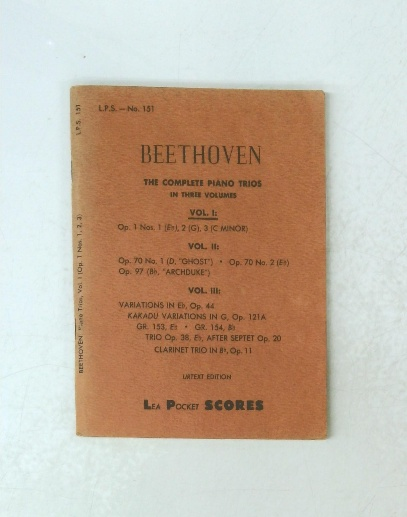 L.P.S. — No. 151
BEETHOVEN
THE COMPLETE PIANO TRIOS
IN THREE VOLUMES
VOL. I:
Op. 1 Nos. 1 (E♭), 2 (G), 3 (C MINOR)
VOL. II:
Op. 70 No. 1 (D, "GHOST") • Op. 70 No. 2 (E♭)
Op. 97 (B♭, "ARCHDUKE")
VOL. III:
VARIATIONS IN E♭, Op. 44
KAKADU VARIATIONS IN G, Op. 121A
GR. 153, E♭ • GR. 154, B♭
TRIO Op. 38, E♭, AFTER SEPTET Op. 20
CLARINET TRIO IN B♭, Op. 11
URTEXT EDITION
LEA POCKET SCORES
BEETHOVEN: Piano Trios, Vol. I (Op. 1 Nos. 1, 2, 3)
L.P.S. 151